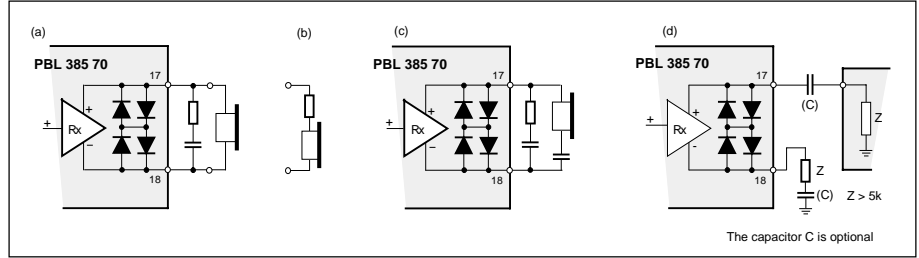 (a)
PBL 385 70
17
+
Rx
+
−
18
(b)
(c)
PBL 385 70
17
+
Rx
+
−
18
(d)
PBL 385 70
17
+
Rx
+
-
18
(C)
Z
Z
(C)
Z > 5k
The capacitor C is optional